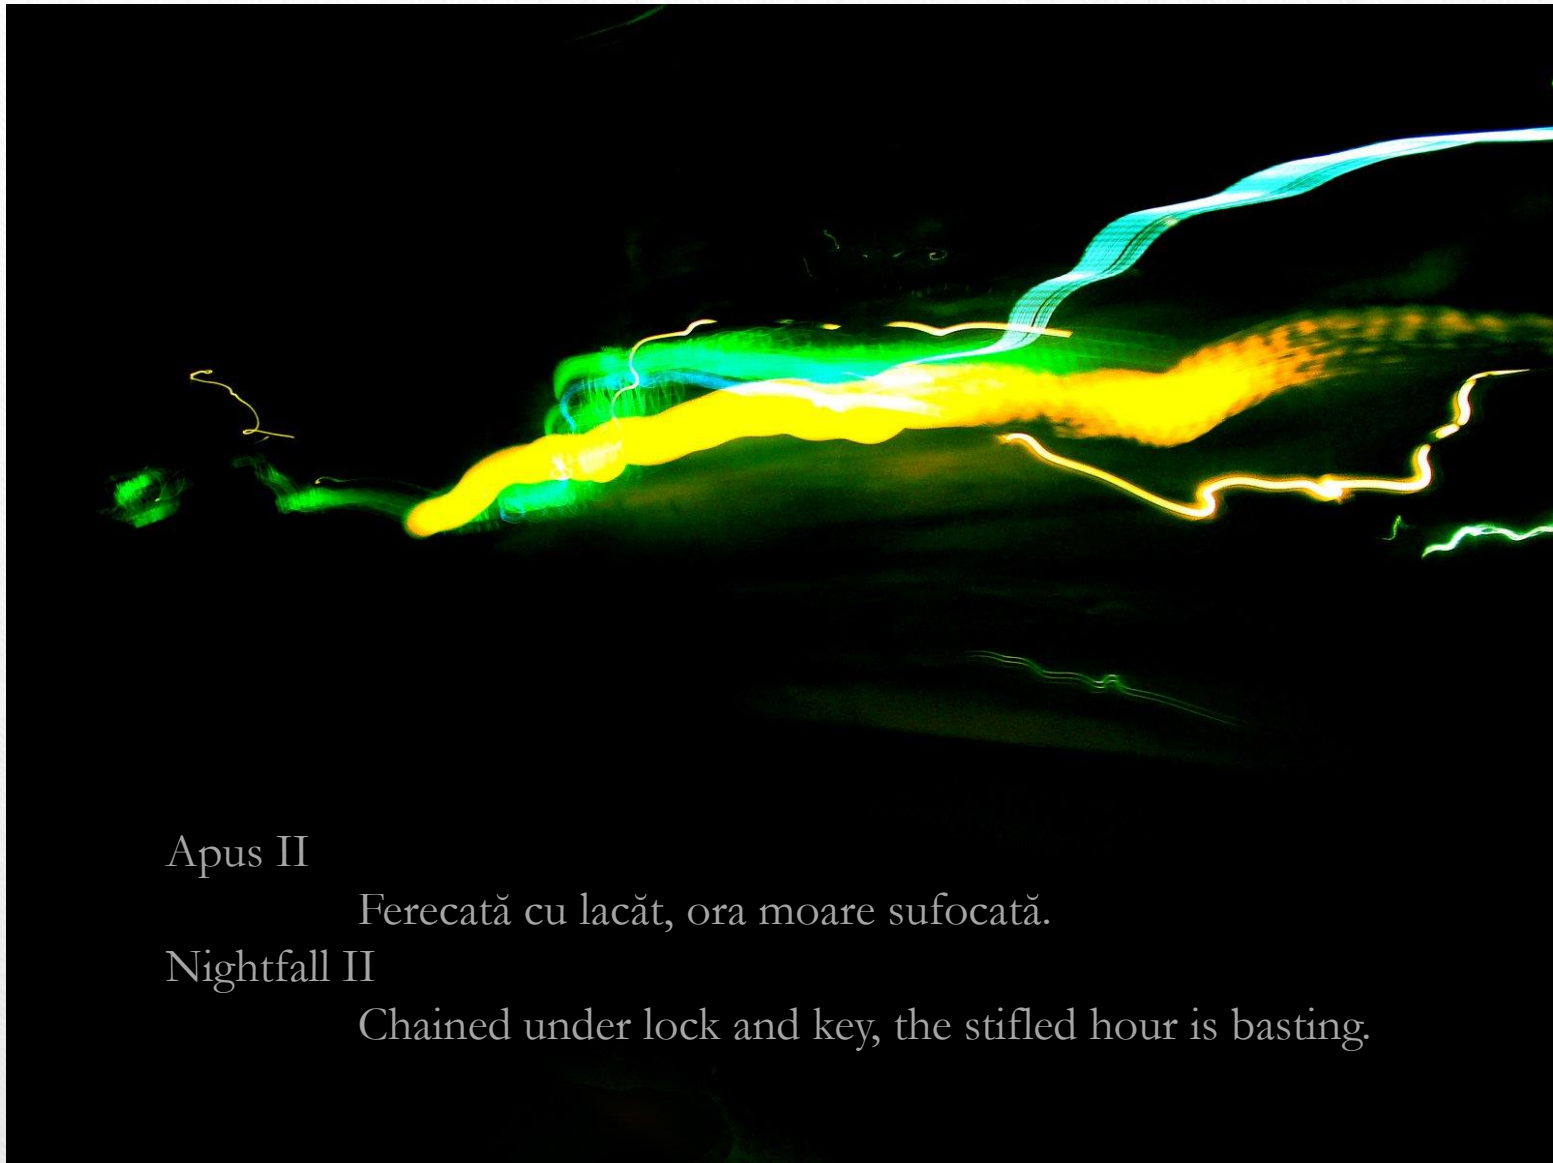 Apus II
Ferecată cu lacăt, ora moare sufocată.
Nightfall II
Chained under lock and key, the stifled hour is basting.